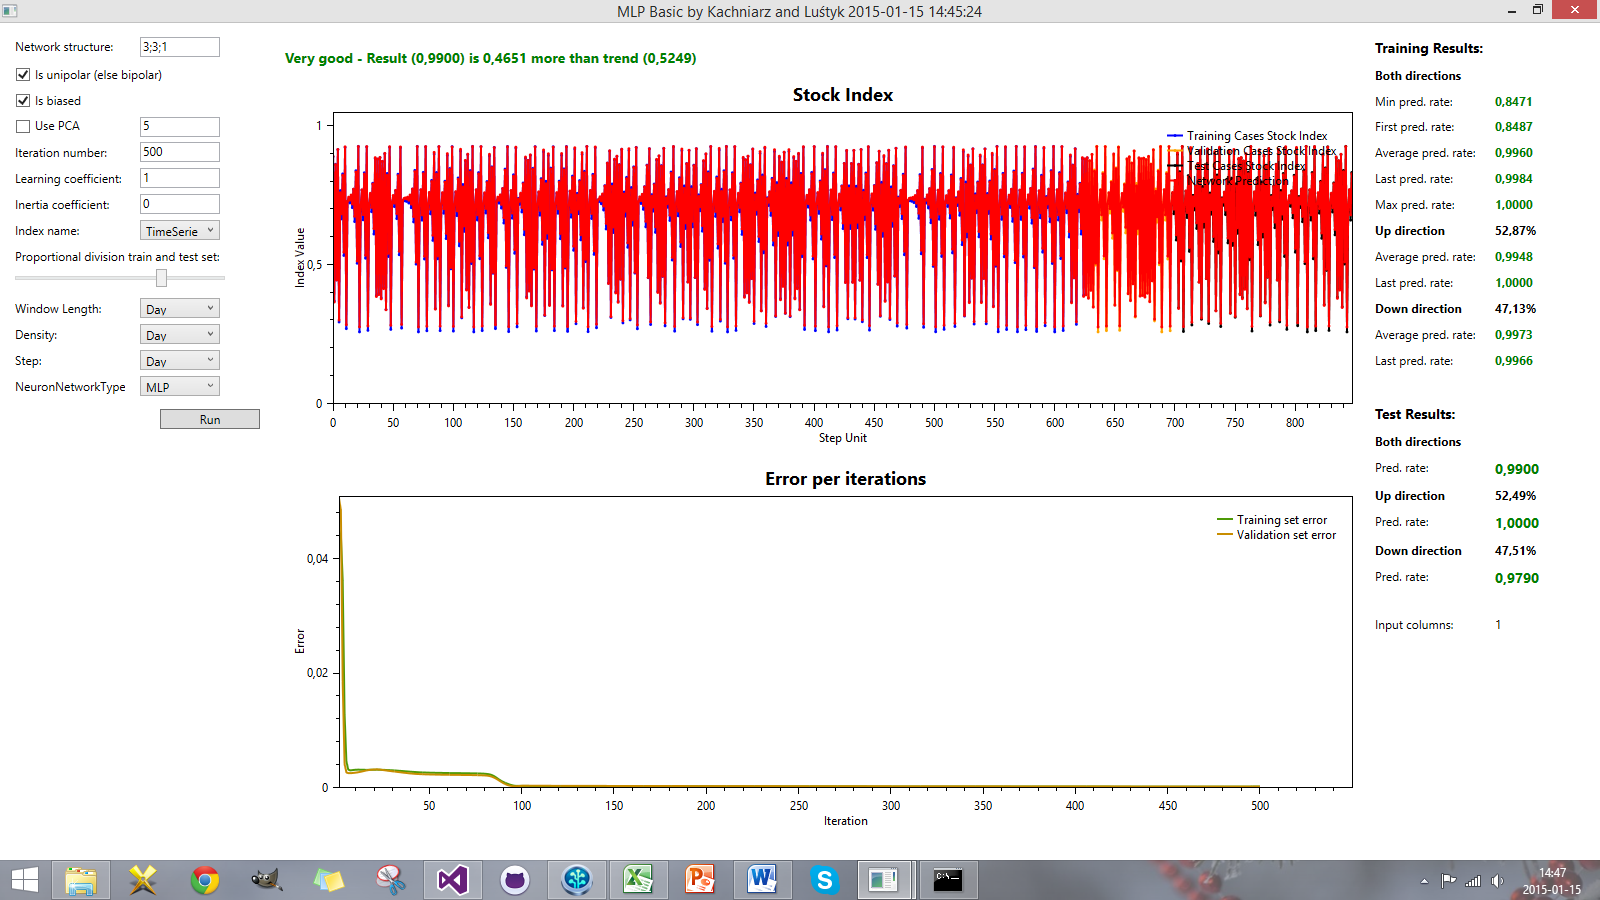 MLP Basic by Kachniarz and Luśtyk 2015-01-15 14:45:24
Network structure: 3;3;1
Is unipolar (else bipolar)
Is biased
Use PCA 5
Iteration number: 500
Learning coefficient: 1
Inertia coefficient: 0
Index name: TimeSerie
Proportional division train and test set:
Window Length: Day
Density: Day
Step: Day
NeuronNetworkType MLP
Run
Very good - Result (0,9900) is 0,4651 more than trend (0,5249)
Stock Index
Training Cases Stock Index
Validation Cases Stock Index
Test Cases Stock Index
Network Prediction
Index Value
1
0,5
0
0 50 100 150 200 250 300 350 400 450 500 550 600 650 700 750 800
Step Unit
Error per iterations
Training set error
Validation set error
Error
0,04
0,02
0
50 100 150 200 250 300 350 400 450 500
Iteration
Training Results:
Both directions
Min pred. rate: 0,8471
First pred. rate: 0,8487
Average pred. rate: 0,9960
Last pred. rate: 0,9984
Max pred. rate: 1,0000
Up direction 52,87%
Average pred. rate: 0,9948
Last pred. rate: 1,0000
Down direction 47,13%
Average pred. rate: 0,9973
Last pred. rate: 0,9966
Test Results:
Both directions
Pred. rate: 0,9900
Up direction 52,49%
Pred. rate: 1,0000
Down direction 47,51%
Pred. rate: 0,9790
Input columns: 1
C:\_
14:47
2015-01-15